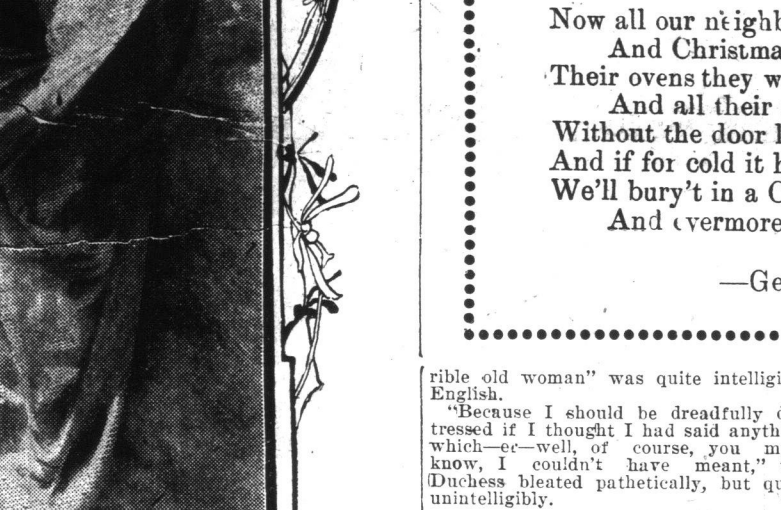 Now all our neighb
And Christma
Their ovens they w
And all their
Without the door l
And if for cold it h
We'll bury't in a C
And evermore
—Ge
rible old woman" was quite intelligi
English.
"Because I should be dreadfully d
tressed if I thought I had said anyth
which—er—well, of course, you m
know, I couldn't have meant,"
Duchess bleated pathetically, but qu
unintelligibly.